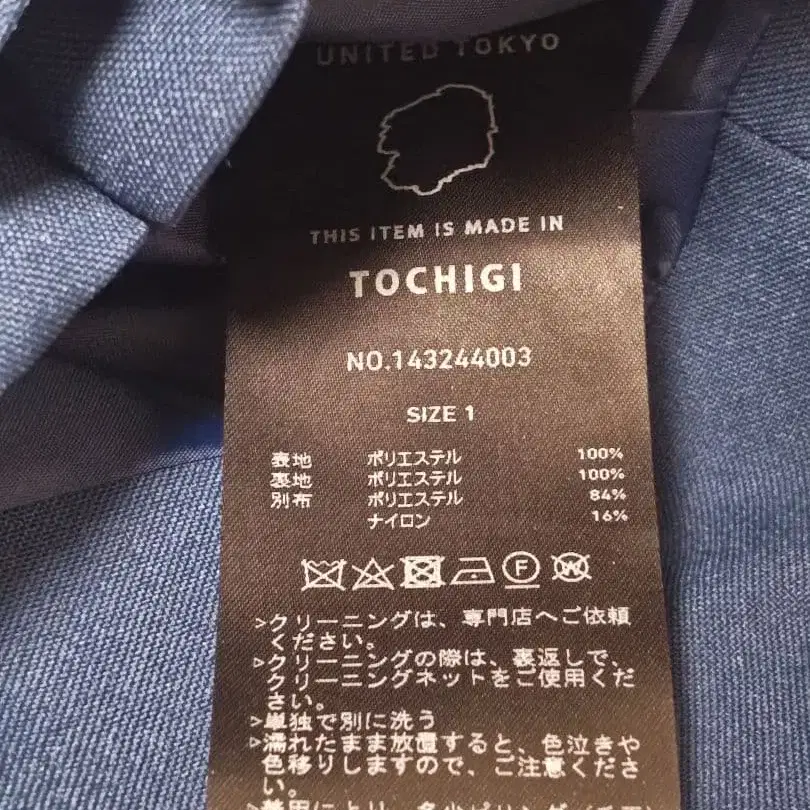 UNITED TOKYO
THIS ITEM IS MADE IN
TOCHIGI
NO.143244003
SIZE 1
表地 ポリエステル 100%
裏地 ポリエステル 100%
別布 ポリエステル 84%
ナイロン 16%
F W
>クリーニングは、専門店へご依頼
ください。
>クリーニングの際は、裏返しで、
クリーニングネットをご使用くだ
さい。
>単独で別に洗う
>濡れたまま放置すると、色泣きや
色移りしますので、ご注意くださ
い。